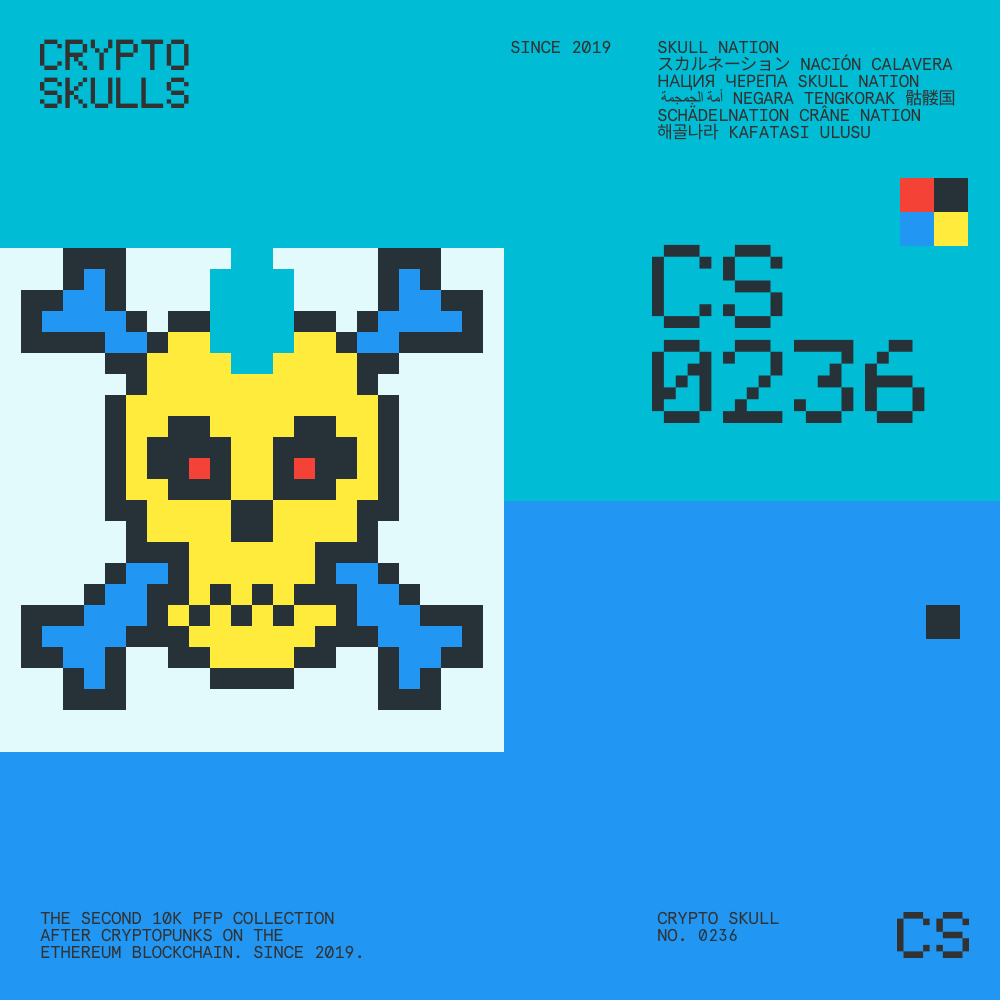 CRYPTO
SKULLS
SINCE 2019
SKULL NATION
スカルネーション NACIÓN CALAVERA
НАЦИЯ ЧЕРЕПА SKULL NATION
أمة الجمجمة NEGARA TENGKORAK 骷髅国
SCHÄDELNATION CRÂNE NATION
해골나라 KAFATASI ULUSU
CS
0236
THE SECOND 10K PFP COLLECTION
AFTER CRYPTOPUNKS ON THE
ETHEREUM BLOCKCHAIN. SINCE 2019.
CRYPTO SKULL
NO. 0236
CS